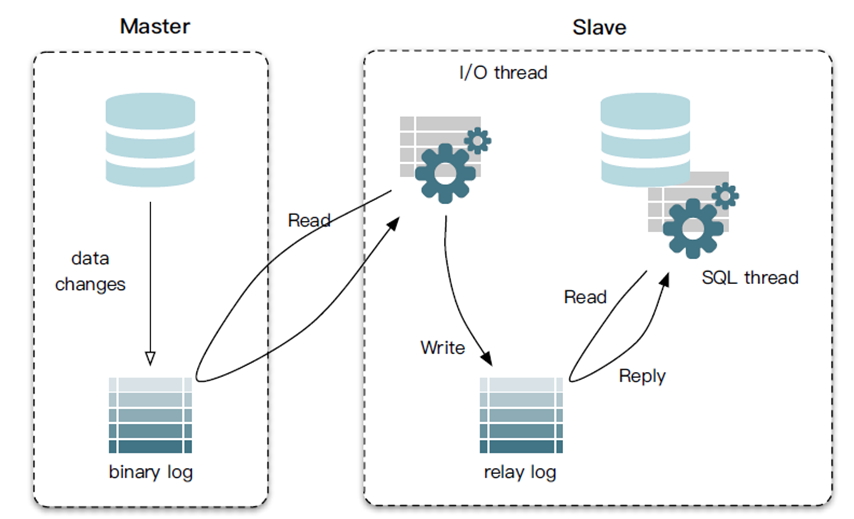 Master
Slave
I/O thread
Read
data
changes
SQL thread
Read
Write
Reply
binary log
relay log